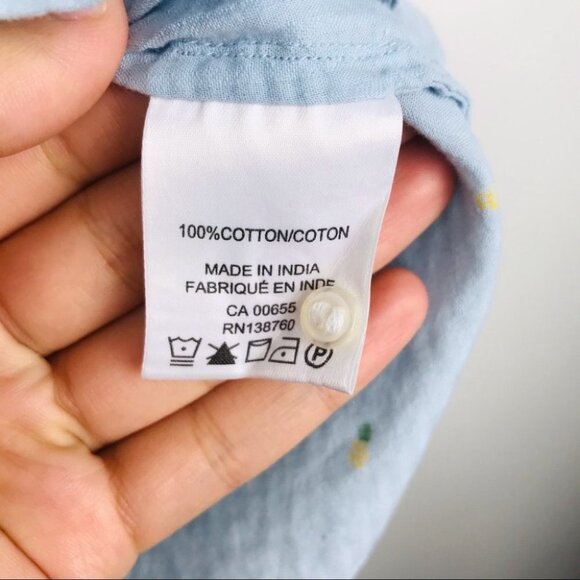 100%COTTON/COTON
MADE IN INDIA
FABRIQUÉ EN INDE
CA 00655
RN138760
P